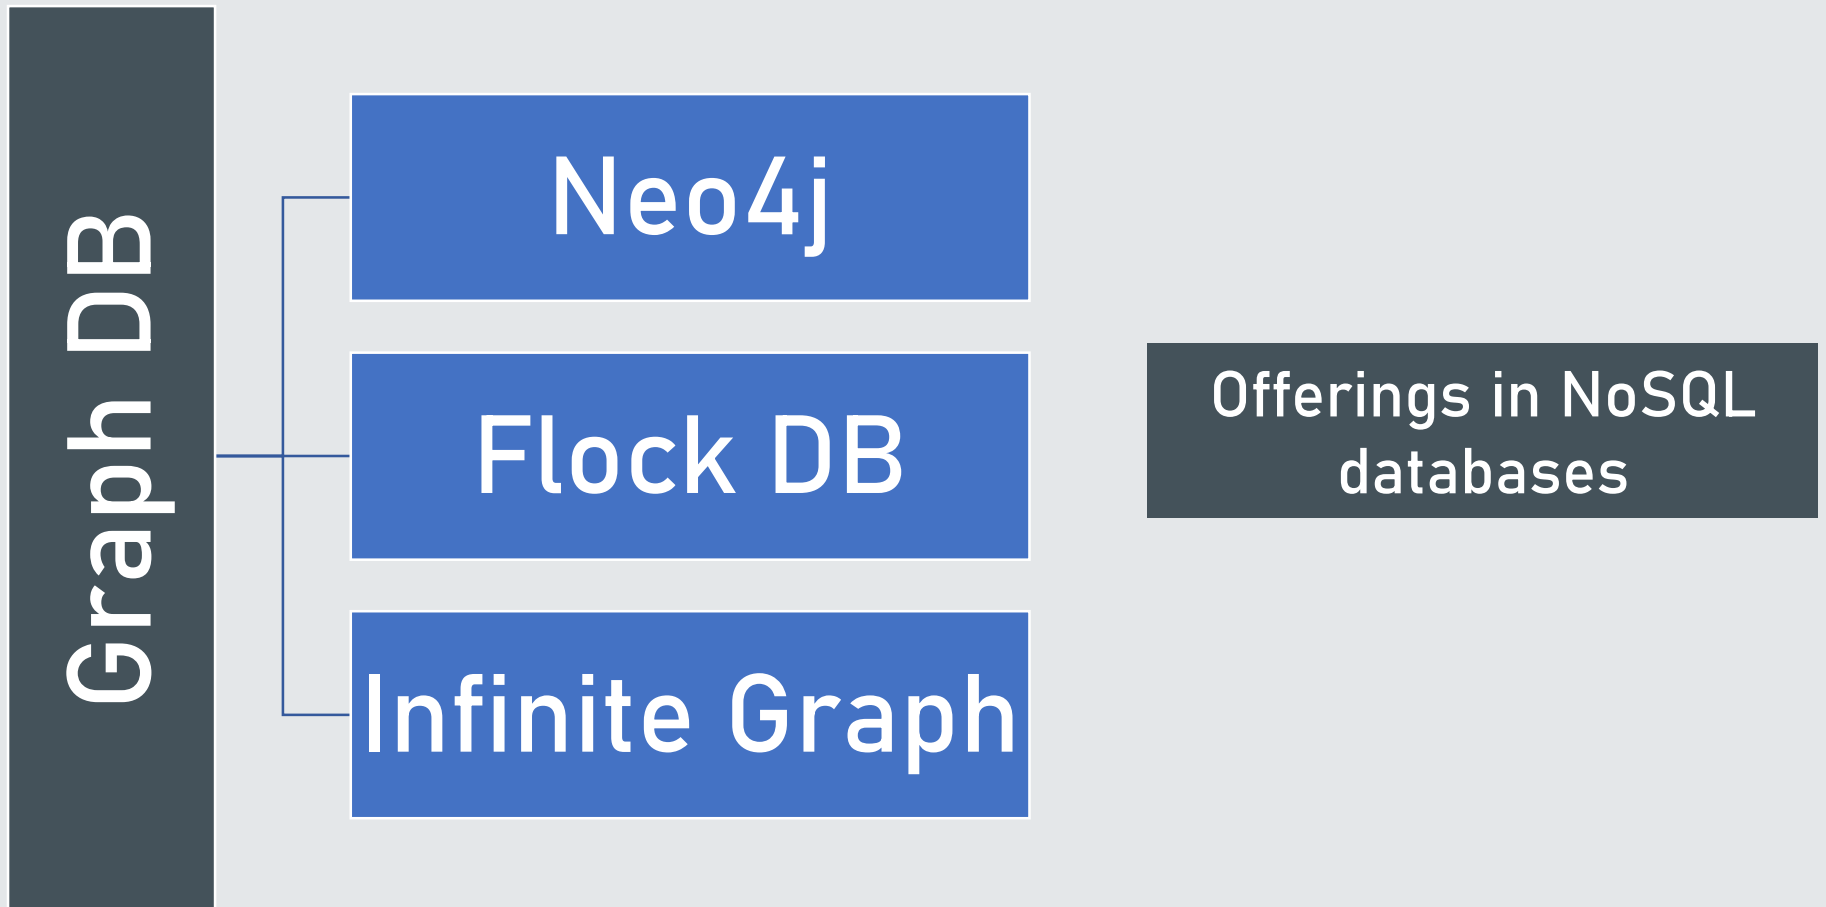 Graph DB
Neo4j
Flock DB
Infinite Graph
Offerings in NoSQL
databases